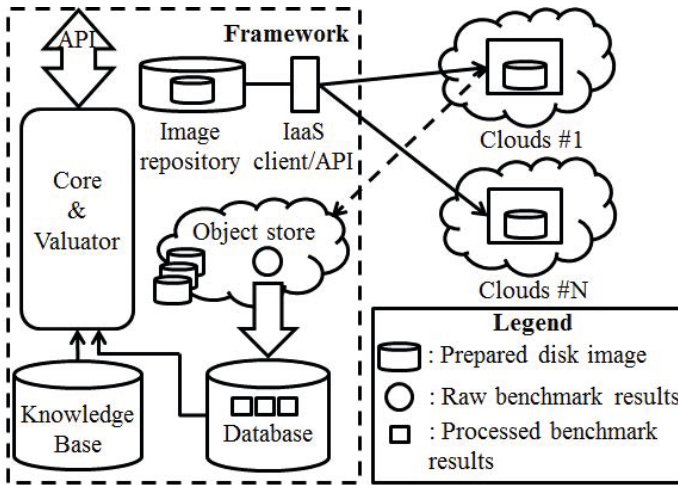 API
Framework
Image
repository
IaaS
client/API
Clouds #1
Core
&
Valuator
Object store
Clouds #N
Legend
: Prepared disk image
: Raw benchmark results
: Processed benchmark
results
Knowledge
Base
Database